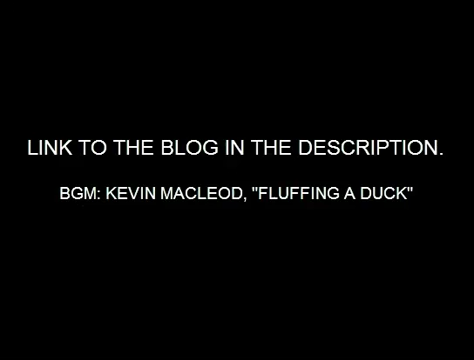 LINK TO THE BLOG IN THE DESCRIPTION.
BGM: KEVIN MACLEOD, "FLUFFING A DUCK"